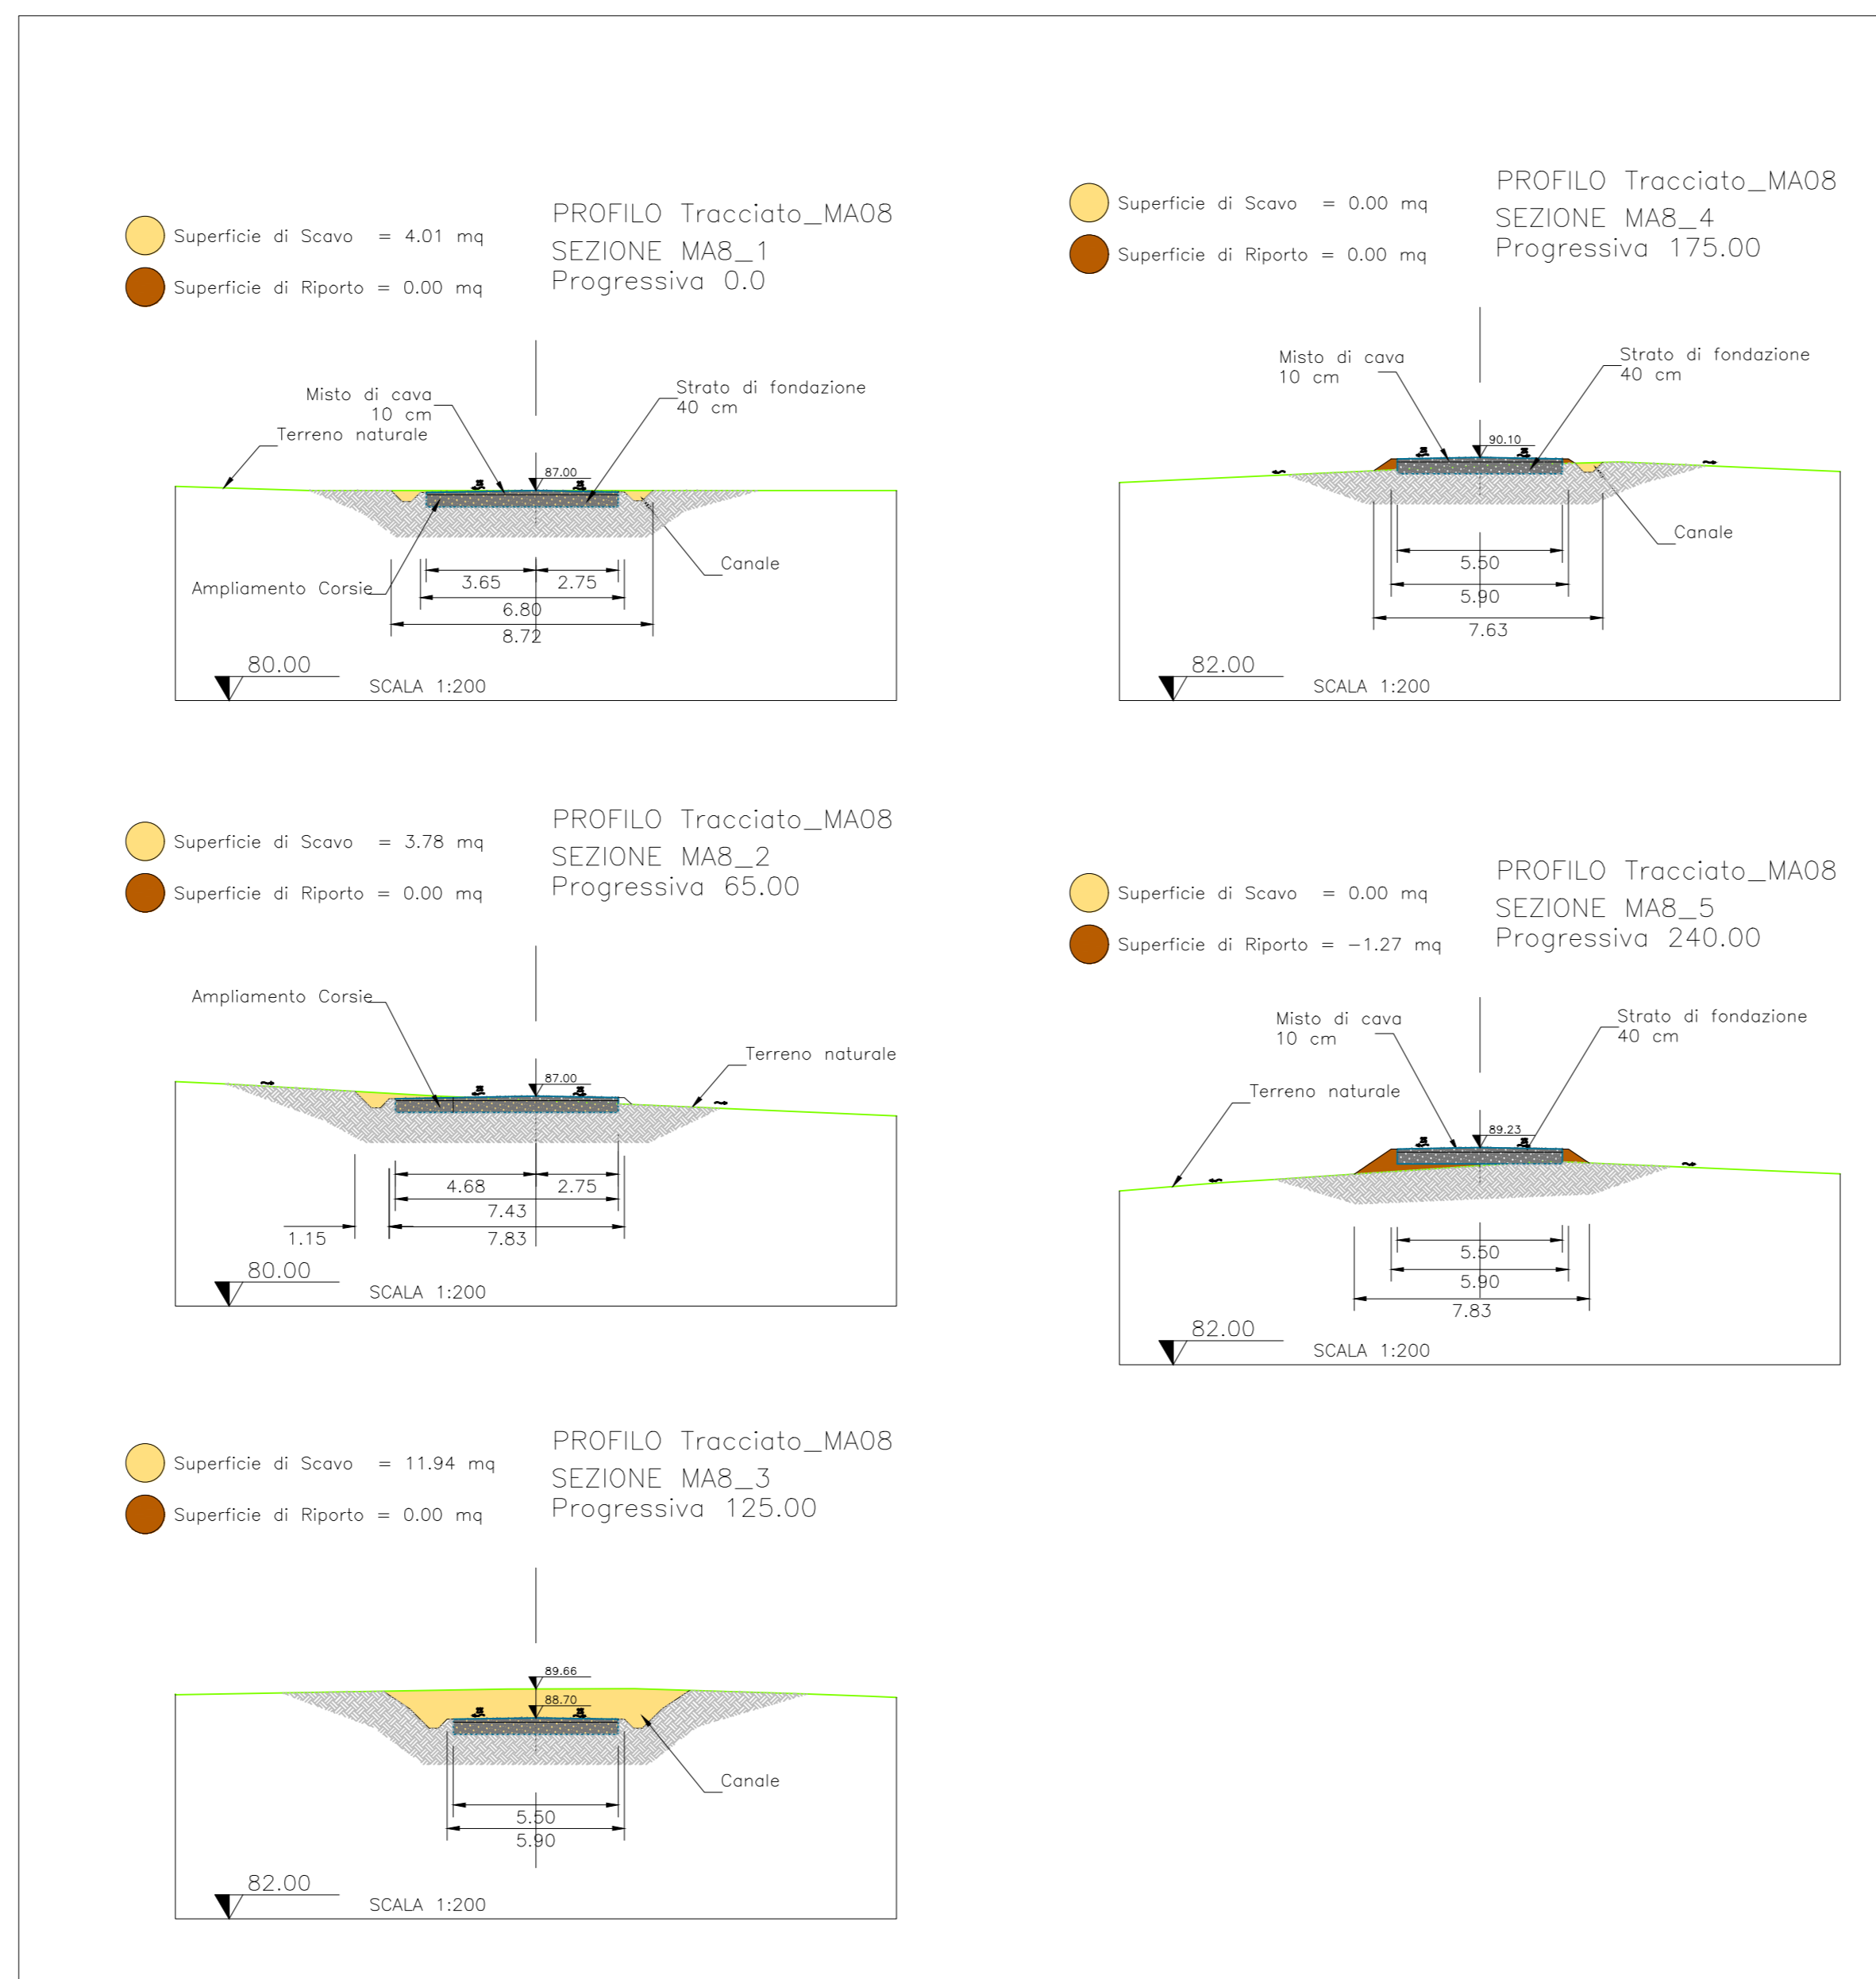 Superficie di Scavo = 4.01 mq
Superficie di Riporto = 0.00 mq
PROFILO Tracciato_MA08
SEZIONE MA8_1
Progressiva 0.0
Misto di cava
10 cm
Terreno naturale
Strato di fondazione
40 cm
87.00
Ampliamento Corsie
Canale
3.65
2.75
6.80
8.72
80.00
SCALA 1:200
Superficie di Scavo = 3.78 mq
Superficie di Riporto = 0.00 mq
PROFILO Tracciato_MA08
SEZIONE MA8_2
Progressiva 65.00
Ampliamento Corsie
Terreno naturale
87.00
4.68
2.75
7.43
1.15
7.83
80.00
SCALA 1:200
Superficie di Scavo = 11.94 mq
Superficie di Riporto = 0.00 mq
PROFILO Tracciato_MA08
SEZIONE MA8_3
Progressiva 125.00
89.66
88.70
Canale
5.50
5.90
82.00
SCALA 1:200
Superficie di Scavo = 0.00 mq
Superficie di Riporto = 0.00 mq
PROFILO Tracciato_MA08
SEZIONE MA8_4
Progressiva 175.00
Misto di cava
10 cm
Strato di fondazione
40 cm
90.10
Canale
5.50
5.90
7.63
82.00
SCALA 1:200
Superficie di Scavo = 0.00 mq
Superficie di Riporto = -1.27 mq
PROFILO Tracciato_MA08
SEZIONE MA8_5
Progressiva 240.00
Misto di cava
10 cm
Strato di fondazione
40 cm
Terreno naturale
89.23
5.50
5.90
7.83
82.00
SCALA 1:200